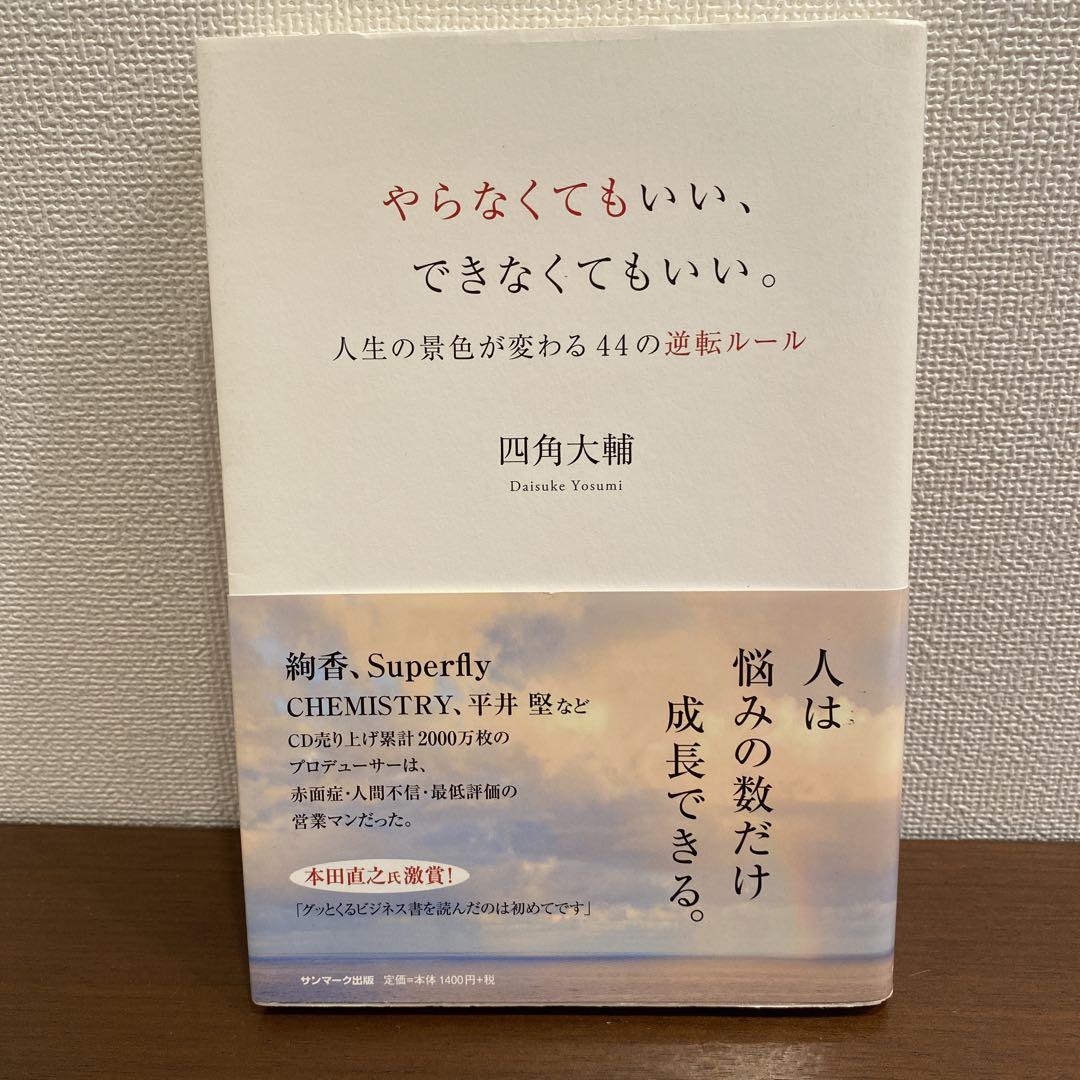 やらなくてもいい、
できなくてもいい。
人生の景色が変わる44の逆転ルール
四角大輔
Daisuke Yosumi
人は
悩みの数だけ
成長できる。
絢香、Superfly
CHEMISTRY、平井 堅など
CD売り上げ累計2000万枚の
プロデューサーは、
赤面症・人間不信・最低評価の
営業マンだった。
本田直之氏激賞!
「グッとくるビジネス書を読んだのは初めてです」
サンマーク出版 定価=本体 1400円+税